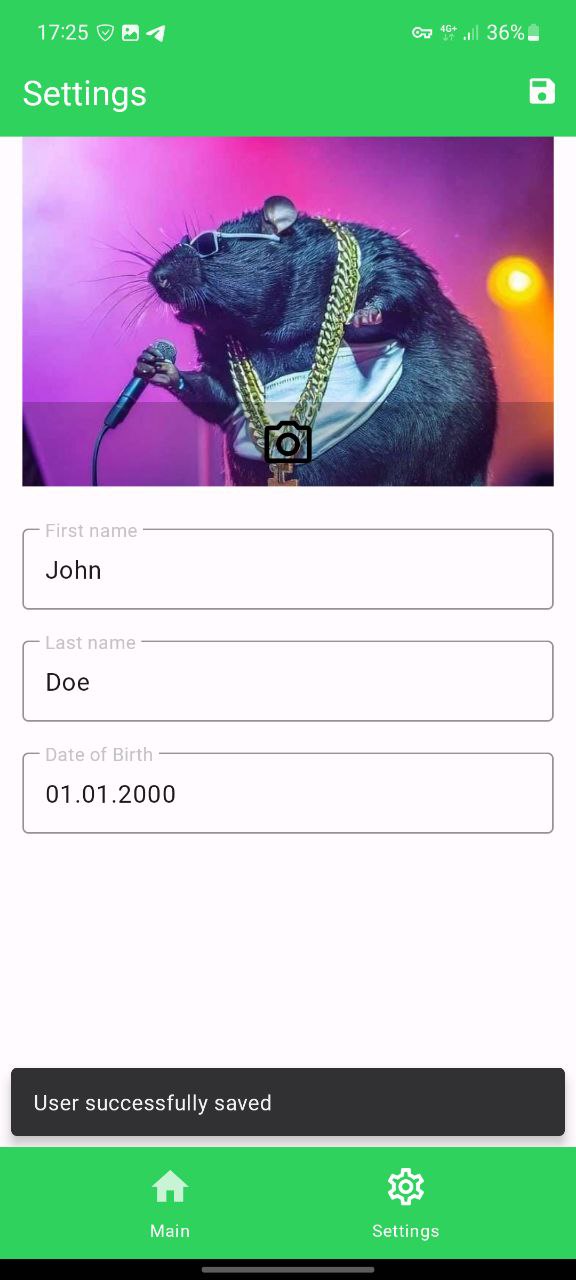 17:25
4G+
36%
Settings
First name
John
Last name
Doe
Date of Birth
01.01.2000
User successfully saved
Main
Settings